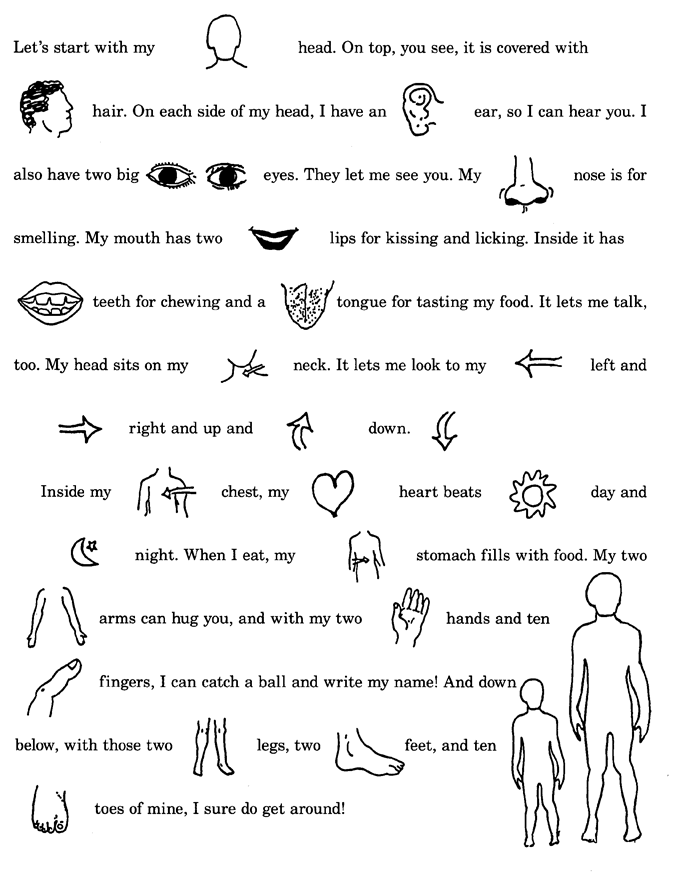 Let's start with my head. On top, you see, it is covered with
hair. On each side of my head, I have an ear, so I can hear you. I
also have two big eyes. They let me see you. My nose is for
smelling. My mouth has two lips for kissing and licking. Inside it has
teeth for chewing and a tongue for tasting my food. It lets me talk,
too. My head sits on my neck. It lets me look to my left and
right and up and down.
Inside my chest, my heart beats day and
night. When I eat, my stomach fills with food. My two
arms can hug you, and with my two hands and ten
fingers, I can catch a ball and write my name! And down
below, with those two legs, two feet, and ten
toes of mine, I sure do get around!